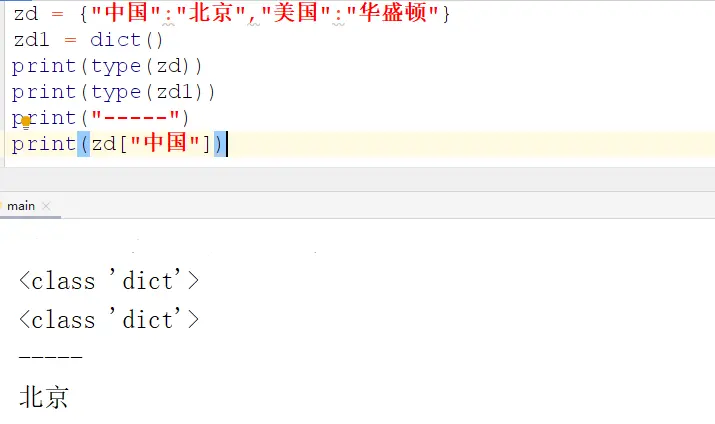 zd = {"中国":"北京","美国":"华盛顿"}
zd1 = dict()
print(type(zd))
print(type(zd1))
print("-----")
print(zd["中国"])
main
<class 'dict'>
<class 'dict'>
-----
北京